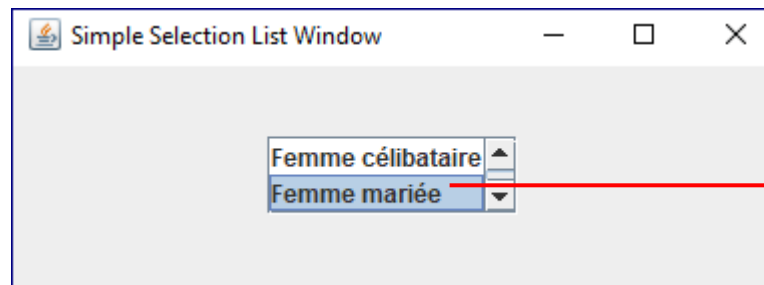 Simple Selection List Window
Femme célibataire
Femme mariée